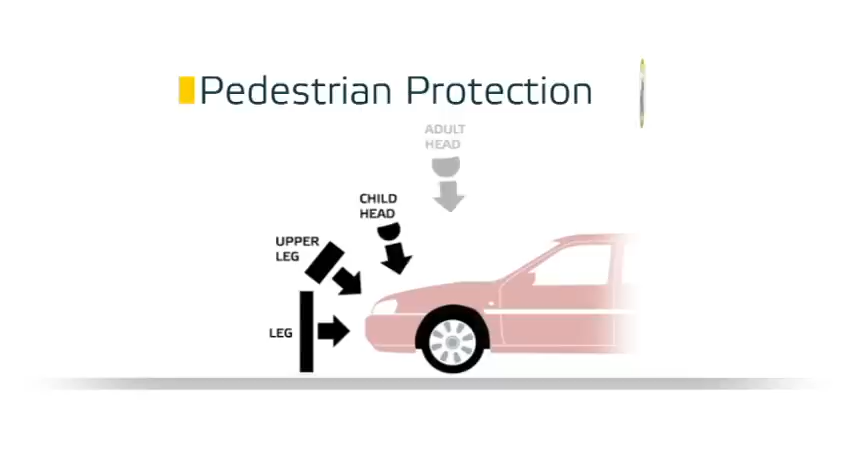 Pedestrian Protection
ADULT
HEAD
CHILD
HEAD
UPPER
LEG
LEG